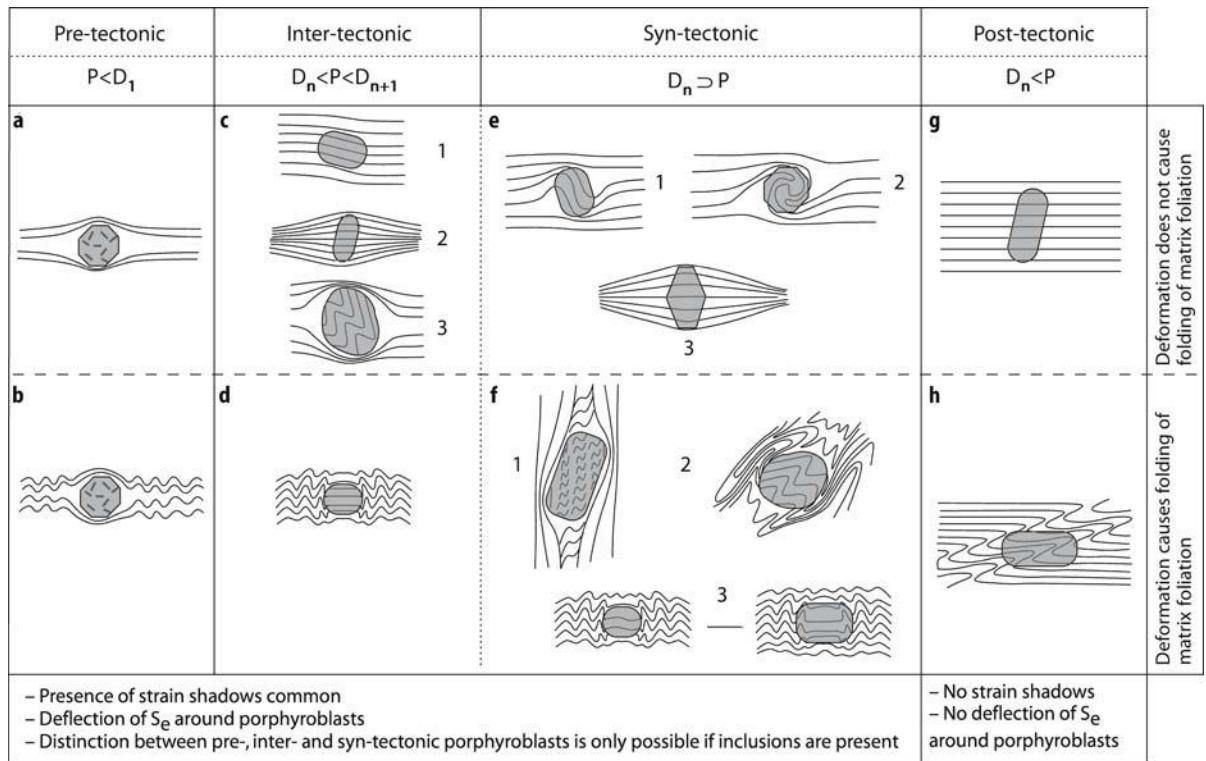 Pre-tectonic
Inter-tectonic
Syn-tectonic
Post-tectonic
P<D1
Dn<P<Dn+1
Dn⊃P
Dn<P
a
c
1
2
3
e
1
2
3
g
Deformation does not cause
folding of matrix foliation
b
d
f
1
2
3
h
Deformation causes folding of
matrix foliation
– Presence of strain shadows common
– Deflection of Se around porphyroblasts
– Distinction between pre-, inter- and syn-tectonic porphyroblasts is only possible if inclusions are present
– No strain shadows
– No deflection of Se
around porphyroblasts